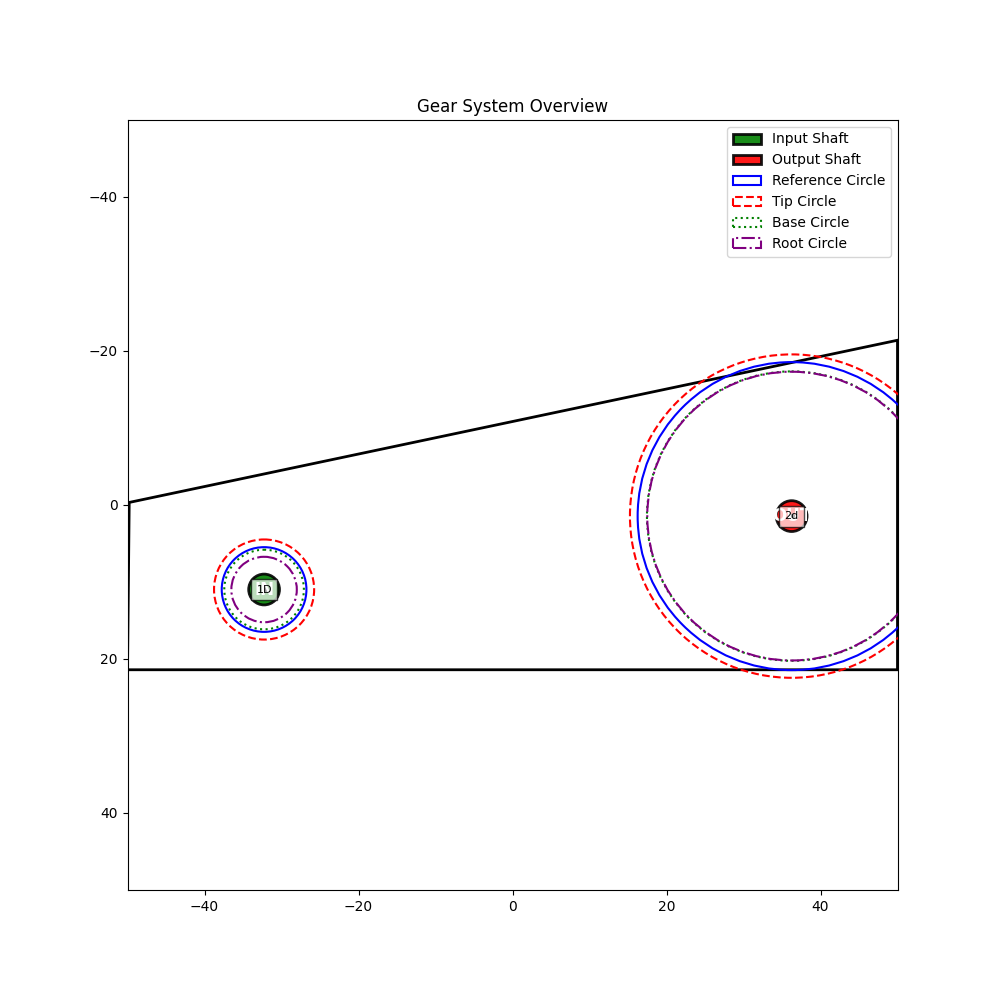 Gear System Overview
Input Shaft
Output Shaft
Reference Circle
Tip Circle
Base Circle
Root Circle
−40
−20
0
20
40
1D
2d
−40
−20
0
20
40